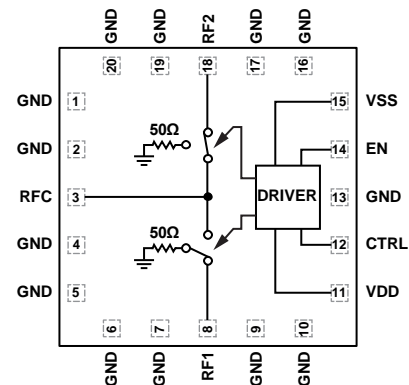 GND
GND
RF2
GND
GND
20
19
18
17
16
GND 1
15 VSS
50Ω
GND 2
14 EN
RFC 3
DRIVER
13 GND
50Ω
GND 4
12 CTRL
GND 5
11 VDD
6
7
8
9
10
GND
GND
RF1
GND
GND